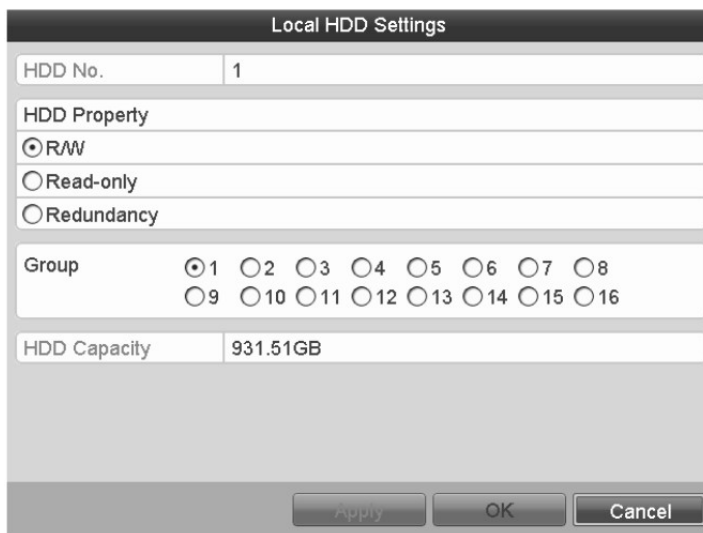 Local HDD Settings
HDD No. 1
HDD Property
R/W
Read-only
Redundancy
Group 1 2 3 4 5 6 7 8
9 10 11 12 13 14 15 16
HDD Capacity 931.51GB
Apply OK Cancel